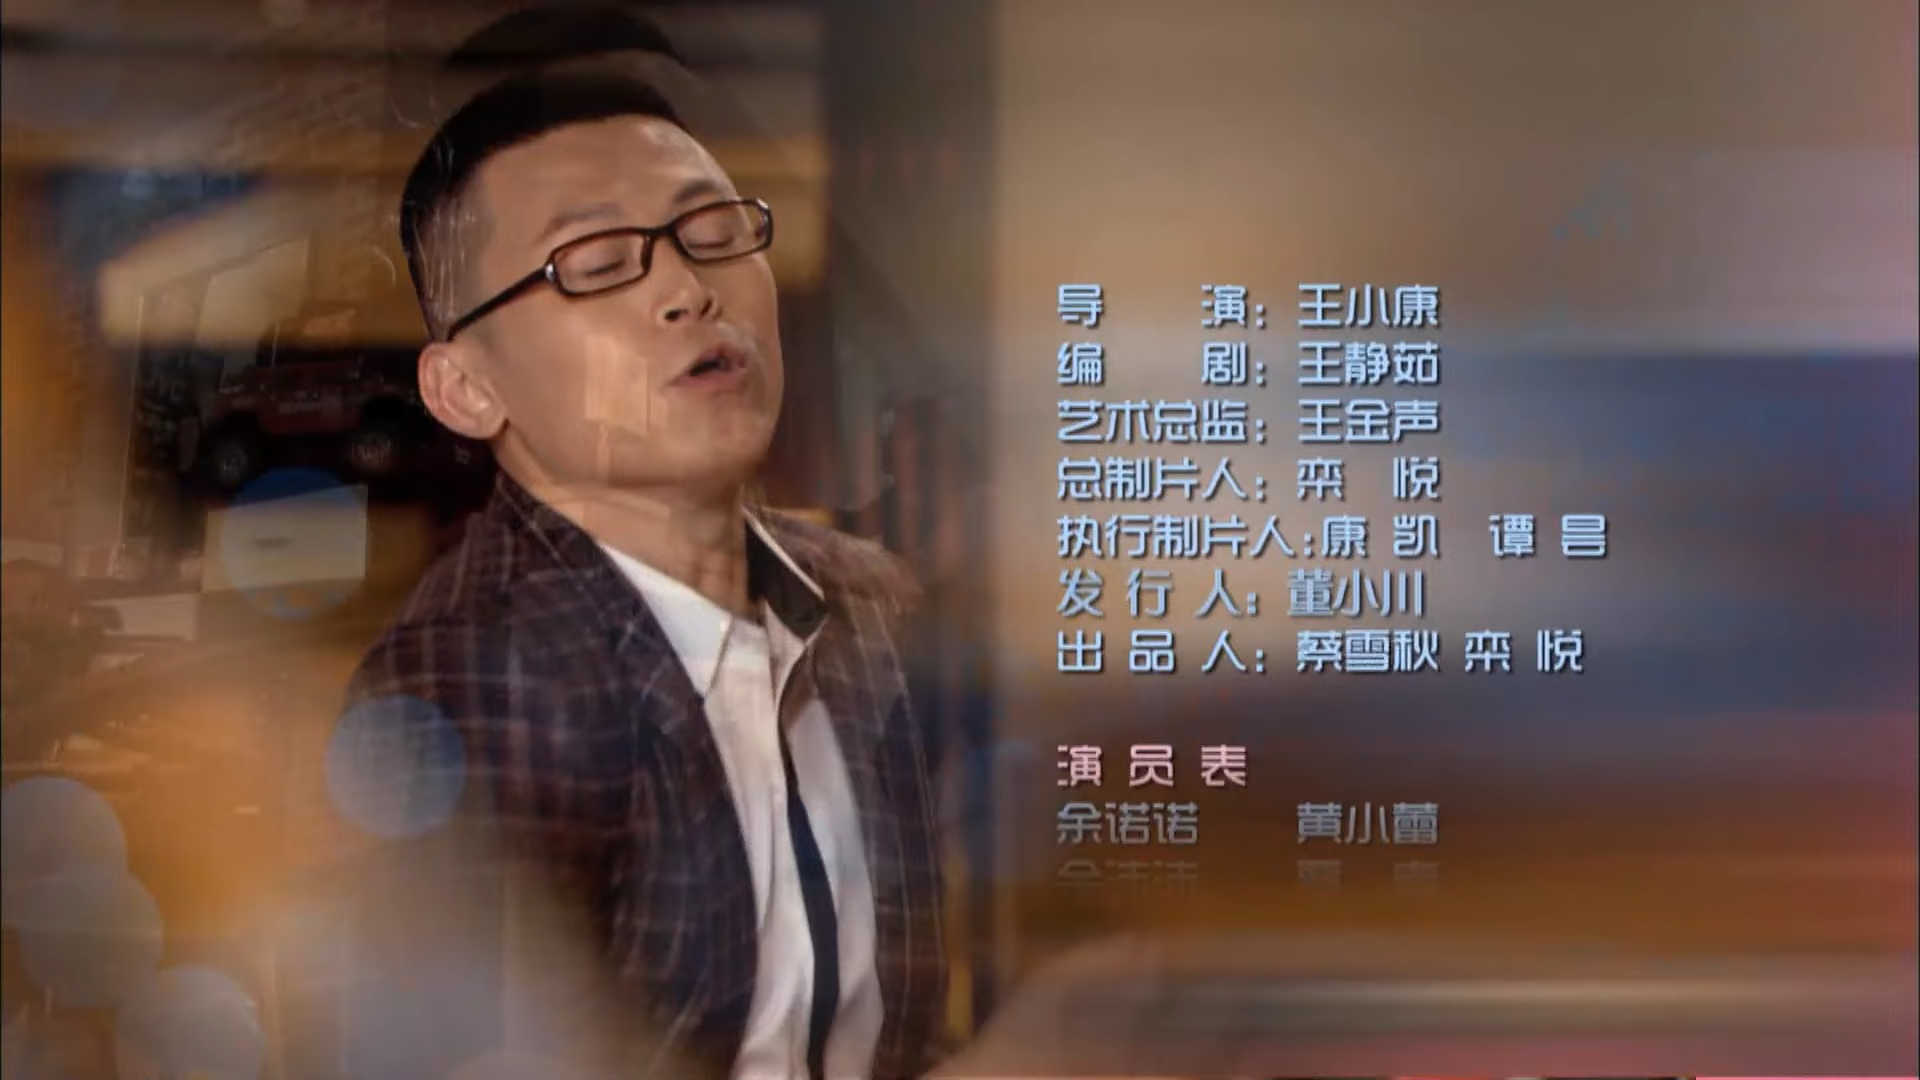 导 演：王小康
编 剧：王静茹
艺术总监：王金声
总制片人：栾 悦
执行制片人：康 凯 谭 昙
发 行 人：董小川
出 品 人：蔡雪秋 栾 悦
演 员 表
余诺诺 黄小蕾